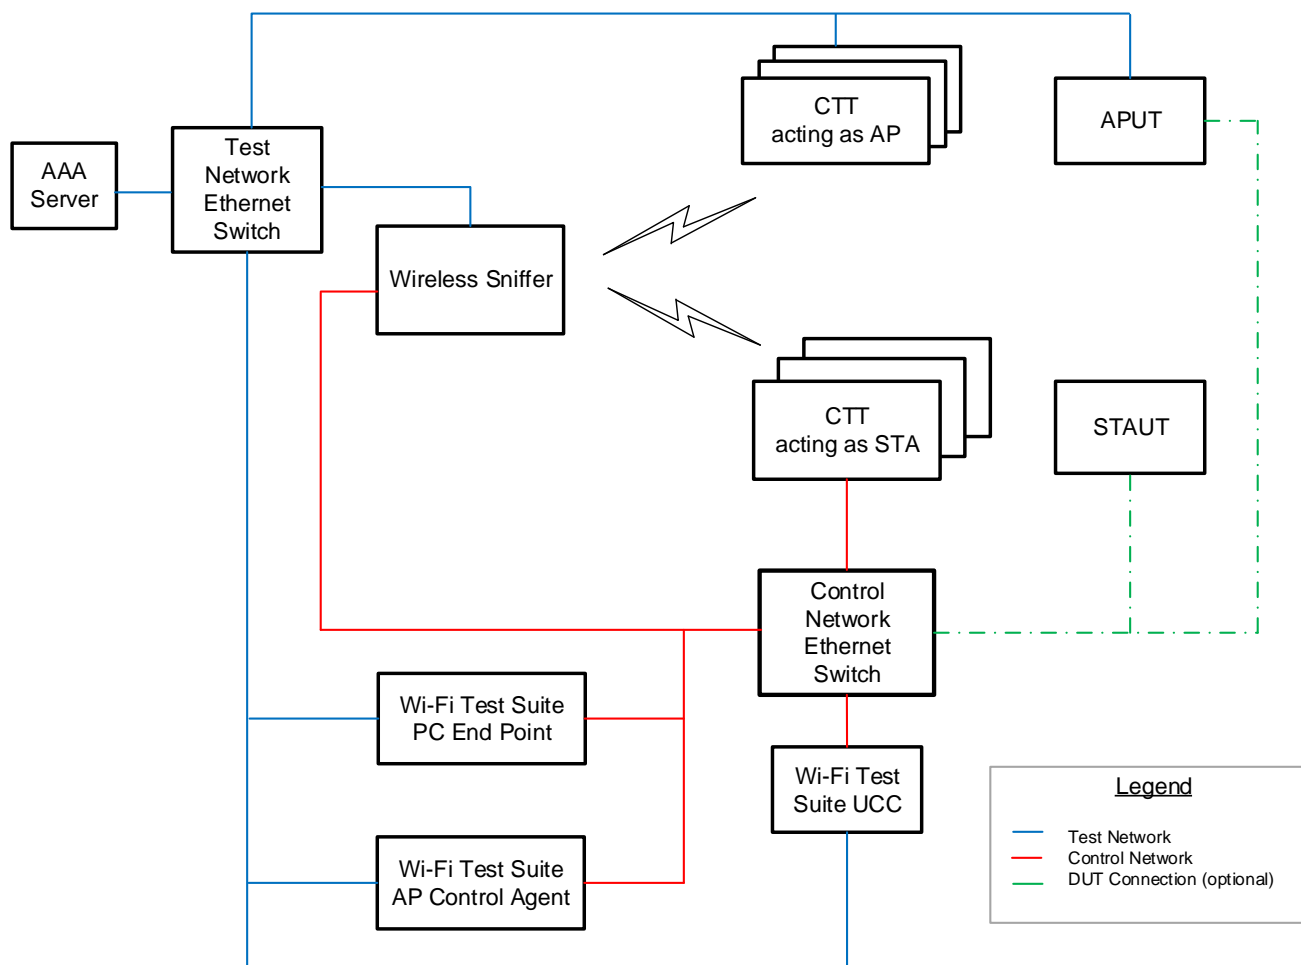 CTT
acting as AP
APUT
AAA
Server
Test
Network
Ethernet
Switch
Wireless Sniffer
CTT
acting as STA
STAUT
Control
Network
Ethernet
Switch
Wi-Fi Test Suite
PC End Point
Wi-Fi Test
Suite UCC
Wi-Fi Test Suite
AP Control Agent
Legend
Test Network
Control Network
DUT Connection (optional)